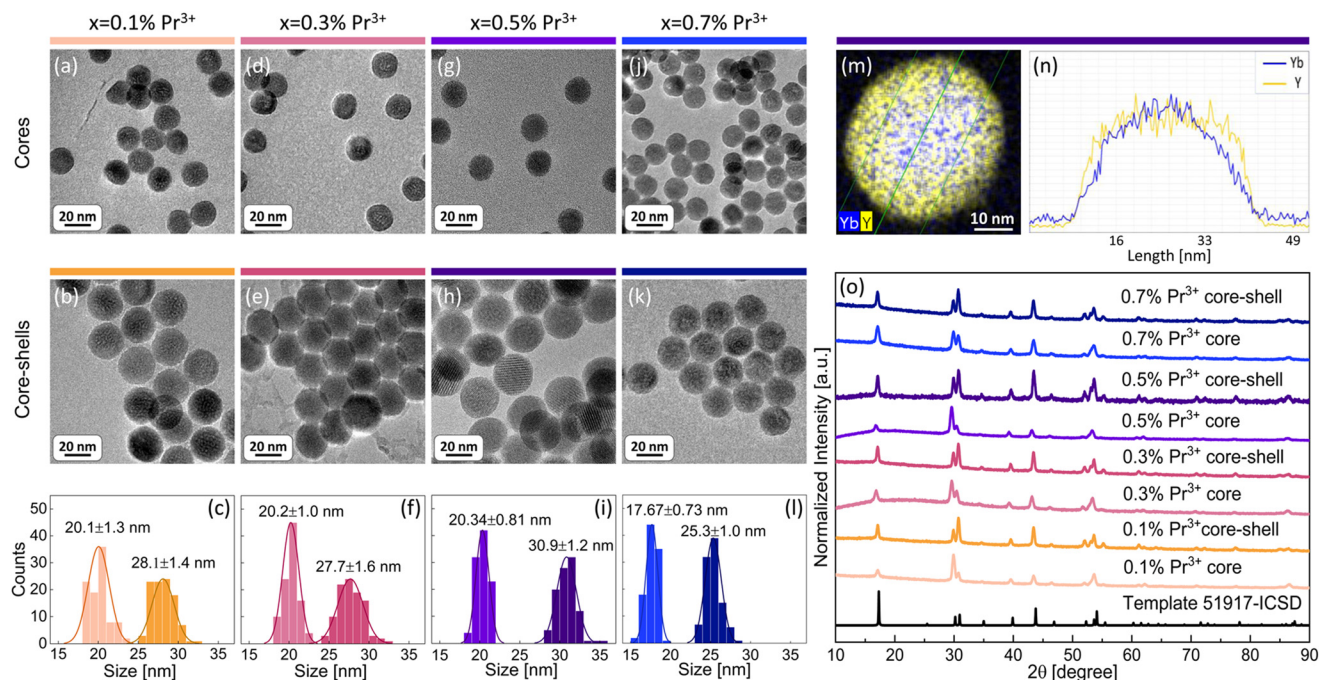 x=0.1% Pr³⁺
x=0.3% Pr³⁺
x=0.5% Pr³⁺
x=0.7% Pr³⁺
Cores
(a)
20 nm
(d)
20 nm
(g)
20 nm
(j)
20 nm
(m)
Yb Y
10 nm
(n)
Yb
Y
16 33 49
Length [nm]
Core-shells
(b)
20 nm
(e)
20 nm
(h)
20 nm
(k)
20 nm
Counts
50
40
30
20
10
0
(c)
20.1±1.3 nm
28.1±1.4 nm
15 20 25 30
Size [nm]
(f)
20.2±1.0 nm
27.7±1.6 nm
15 20 25 30
Size [nm]
(i)
20.34±0.81 nm
30.9±1.2 nm
15 20 25 30 35
Size [nm]
(l)
17.67±0.73 nm
25.3±1.0 nm
15 20 25 30 35
Size [nm]
(o)
Normalized Intensity [a.u.]
0.7% Pr³⁺ core-shell
0.7% Pr³⁺ core
0.5% Pr³⁺ core-shell
0.5% Pr³⁺ core
0.3% Pr³⁺ core-shell
0.3% Pr³⁺ core
0.1% Pr³⁺core-shell
0.1% Pr³⁺ core
Template 51917-ICSD
10 20 30 40 50 60 70 80 90
2θ [degree]